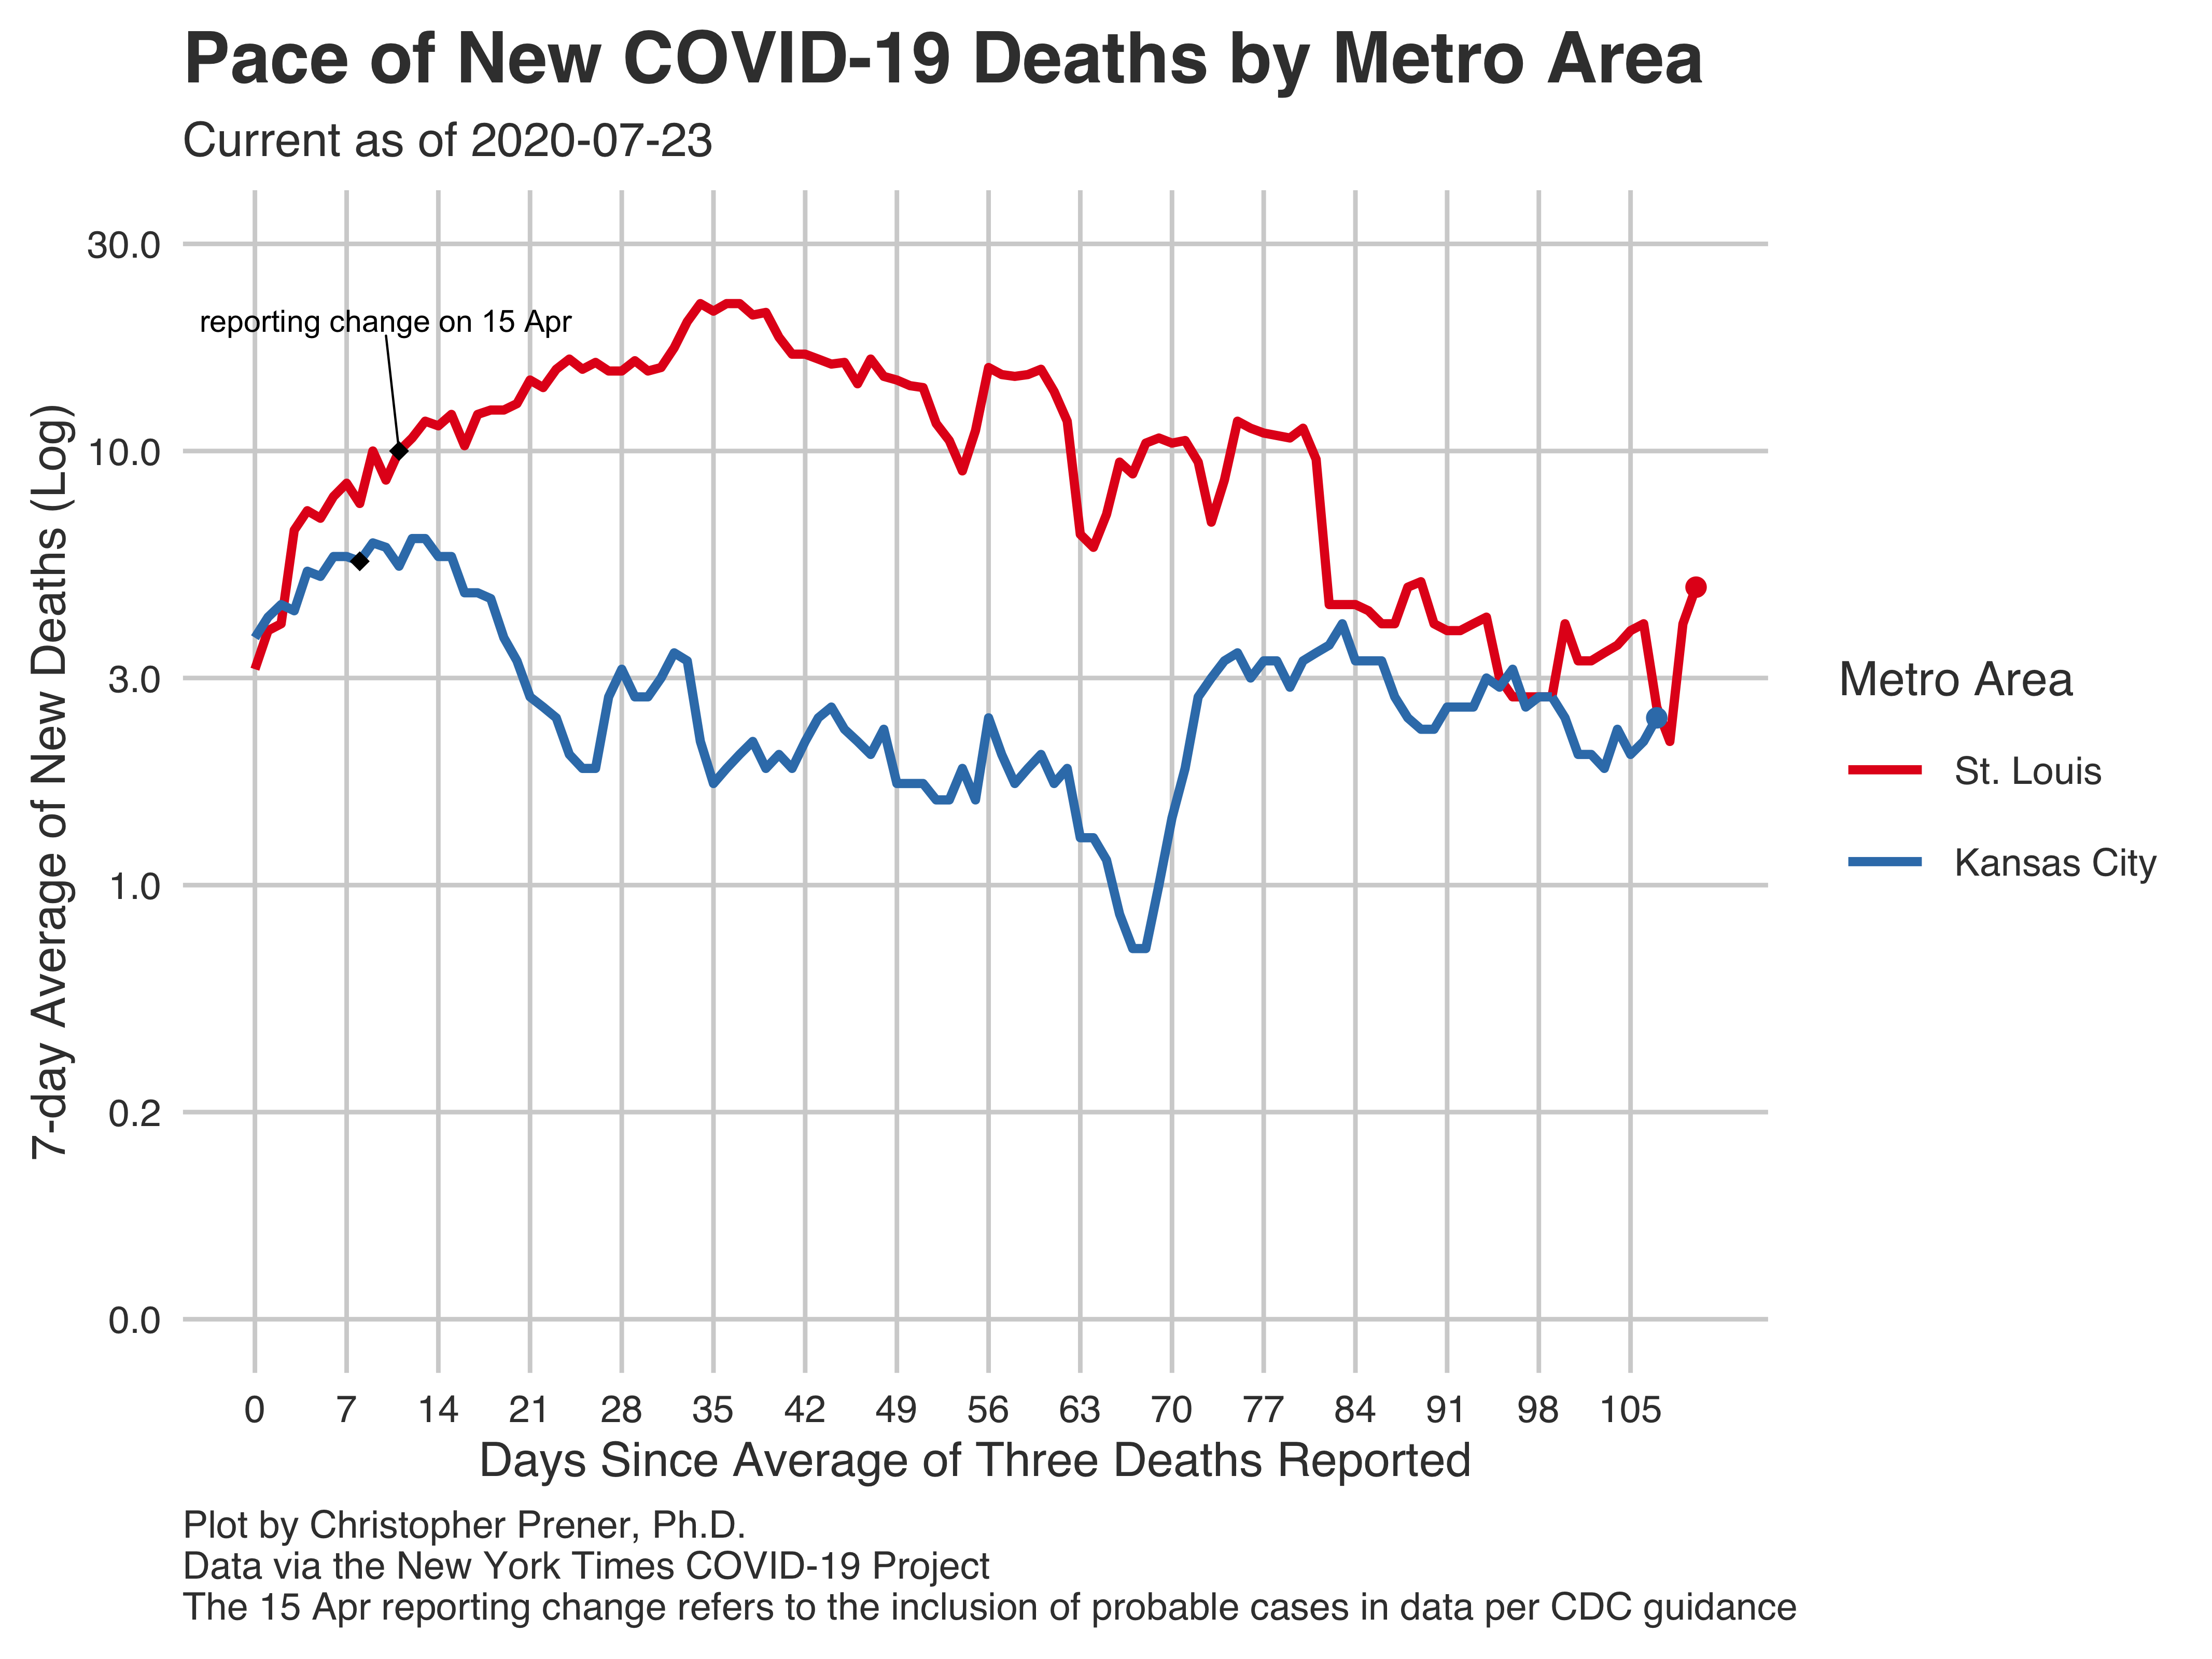 Pace of New COVID-19 Deaths by Metro Area
Current as of 2020-07-23
7-day Average of New Deaths (Log)
30.0
10.0
3.0
1.0
0.2
0.0
reporting change on 15 Apr
0 7 14 21 28 35 42 49 56 63 70 77 84 91 98 105
Days Since Average of Three Deaths Reported
Metro Area
St. Louis
Kansas City
Plot by Christopher Prener, Ph.D.
Data via the New York Times COVID-19 Project
The 15 Apr reporting change refers to the inclusion of probable cases in data per CDC guidance